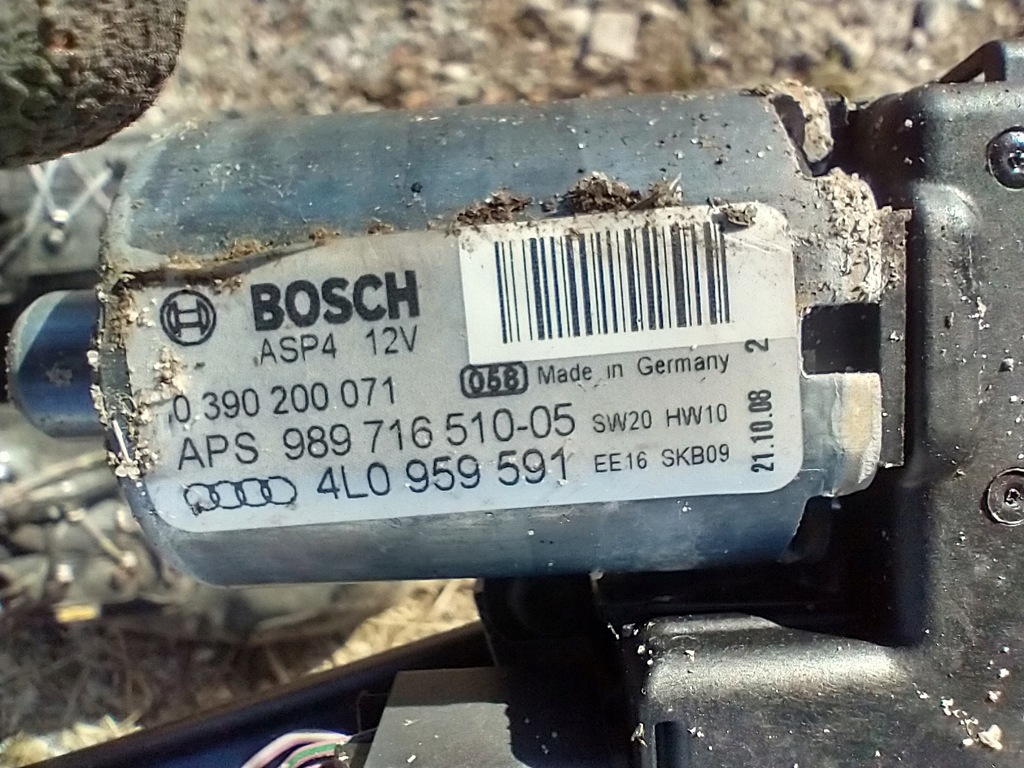 BOSCH
ASP4 12V
0 390 200 071
058 Made in Germany
APS 989 716 510-05 SW20 HW10
4L0 959 591 EE16 SKB09
21.10.08 2